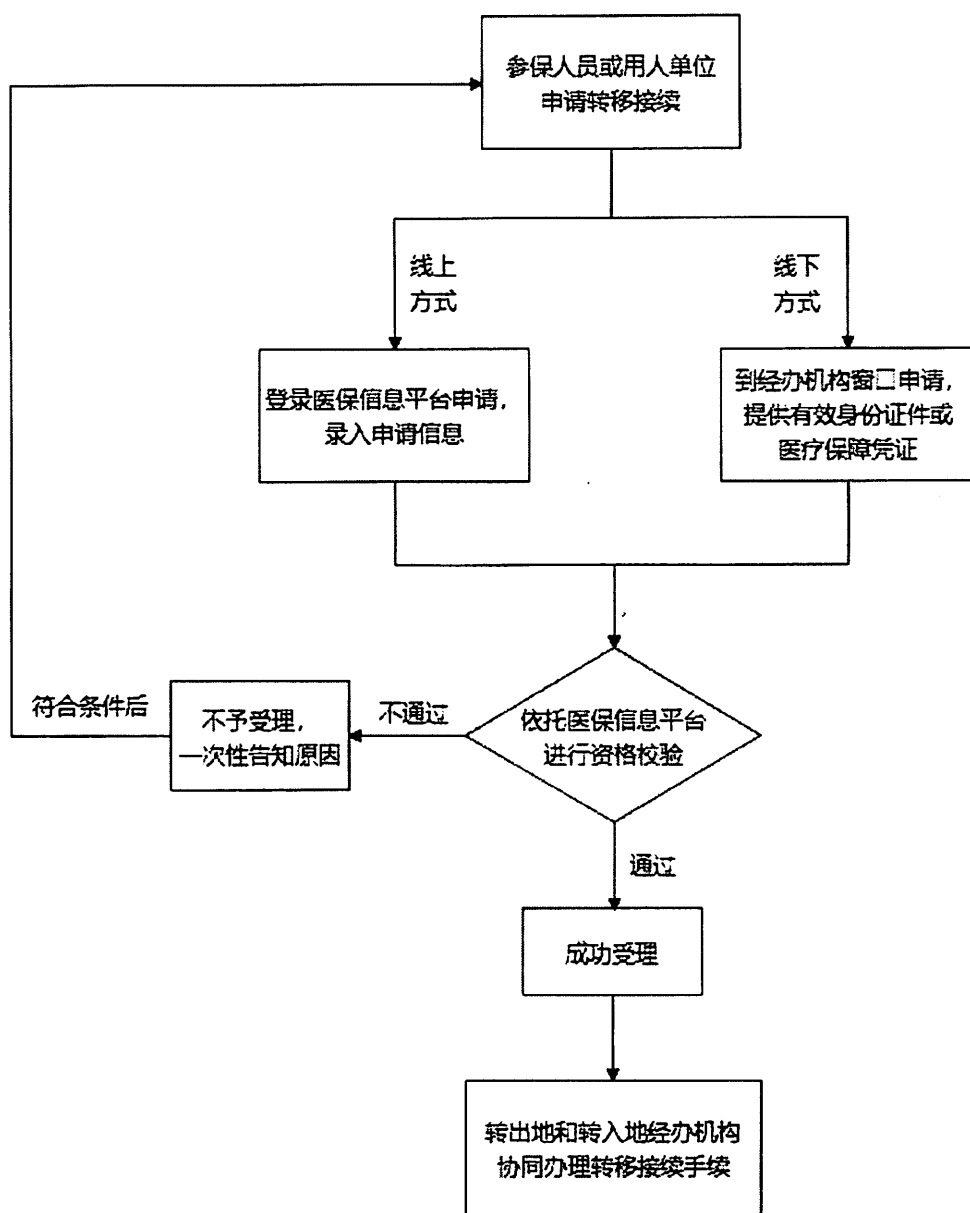 参保人员或用人单位
申请转移接续
线上
方式
线下
方式
登录医保信息平台申请，
录入申请信息
到经办机构窗口申请，
提供有效身份证件或
医疗保障凭证
符合条件后
不予受理，
一次性告知原因
不通过
依托医保信息平台
进行资格校验
通过
成功受理
转出地和转入地经办机构
协同办理转移接续手续